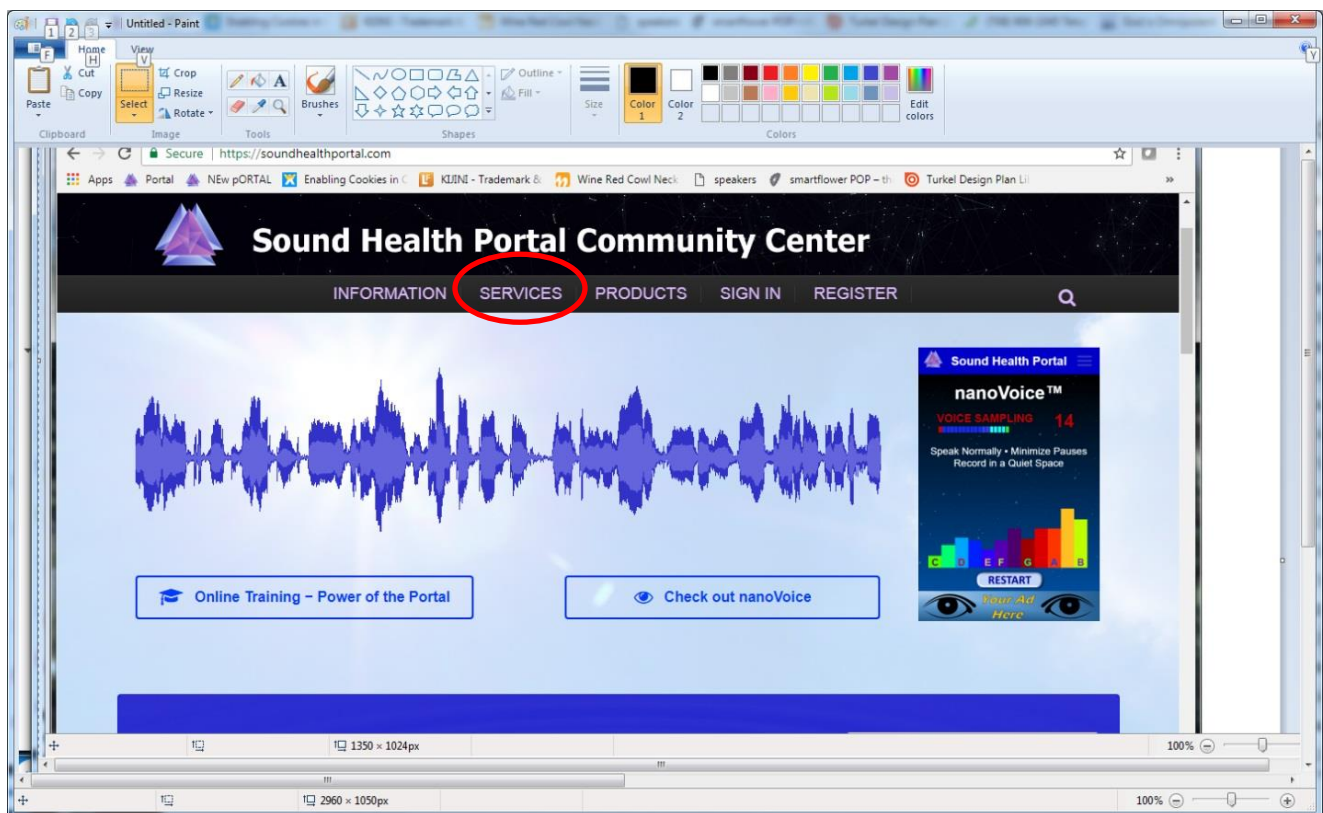 1 2 3 Untitled - Paint
F Home View Y
H V
Paste Cut Copy Select Crop Resize Rotate A Brushes Outline Fill Size Color 1 Color 2 Edit colors
Clipboard Image Tools Shapes Colors
Secure https://soundhealthportal.com
Apps Portal NEw pORTAL Enabling Cookies in C KIJINI - Trademark & Wine Red Cowl Neck speakers smartflower POP – th Turkel Design Plan Li »
Sound Health Portal Community Center
INFORMATION SERVICES PRODUCTS SIGN IN REGISTER
Sound Health Portal
nanoVoice™
VOICE SAMPLING 14
Speak Normally • Minimize Pauses
Record in a Quiet Space
C D E F G A B
RESTART
Your Ad
Here
Online Training – Power of the Portal
Check out nanoVoice
1350 × 1024px 100%
2960 × 1050px 100%